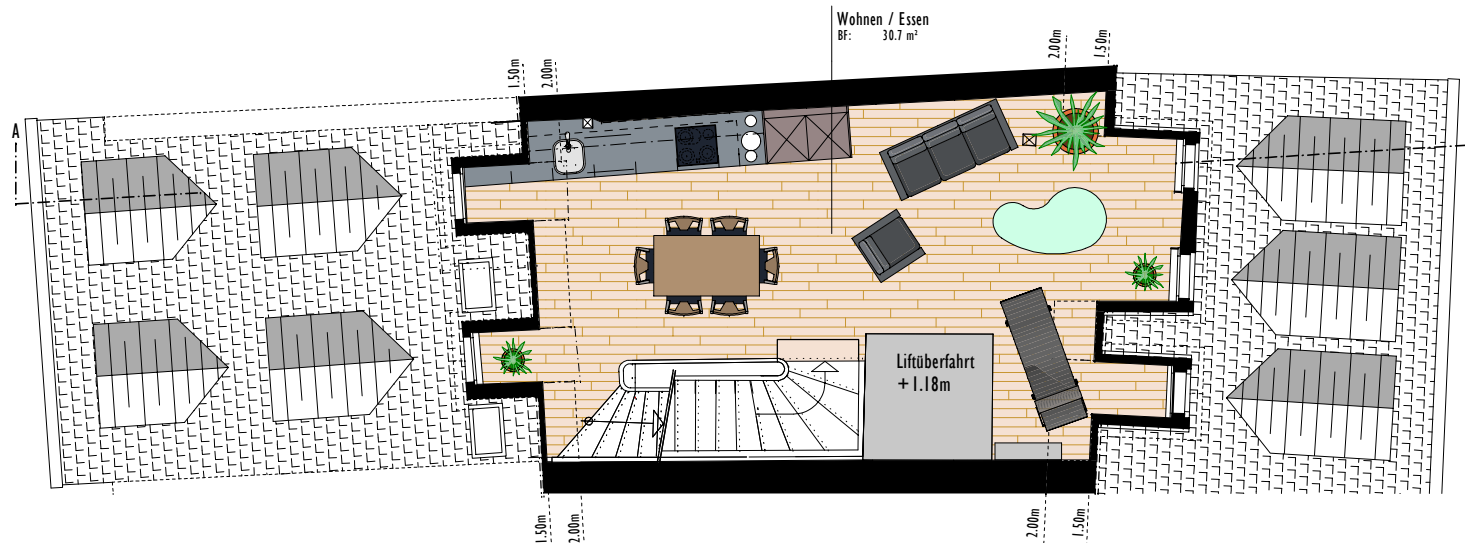 Wohnen / Essen
BF: 30.7 m²
2.00m
1.50m
1.50m
2.00m
A
Liftüberfahrt
+ 1.18m
1.50m
2.00m
2.00m
1.50m